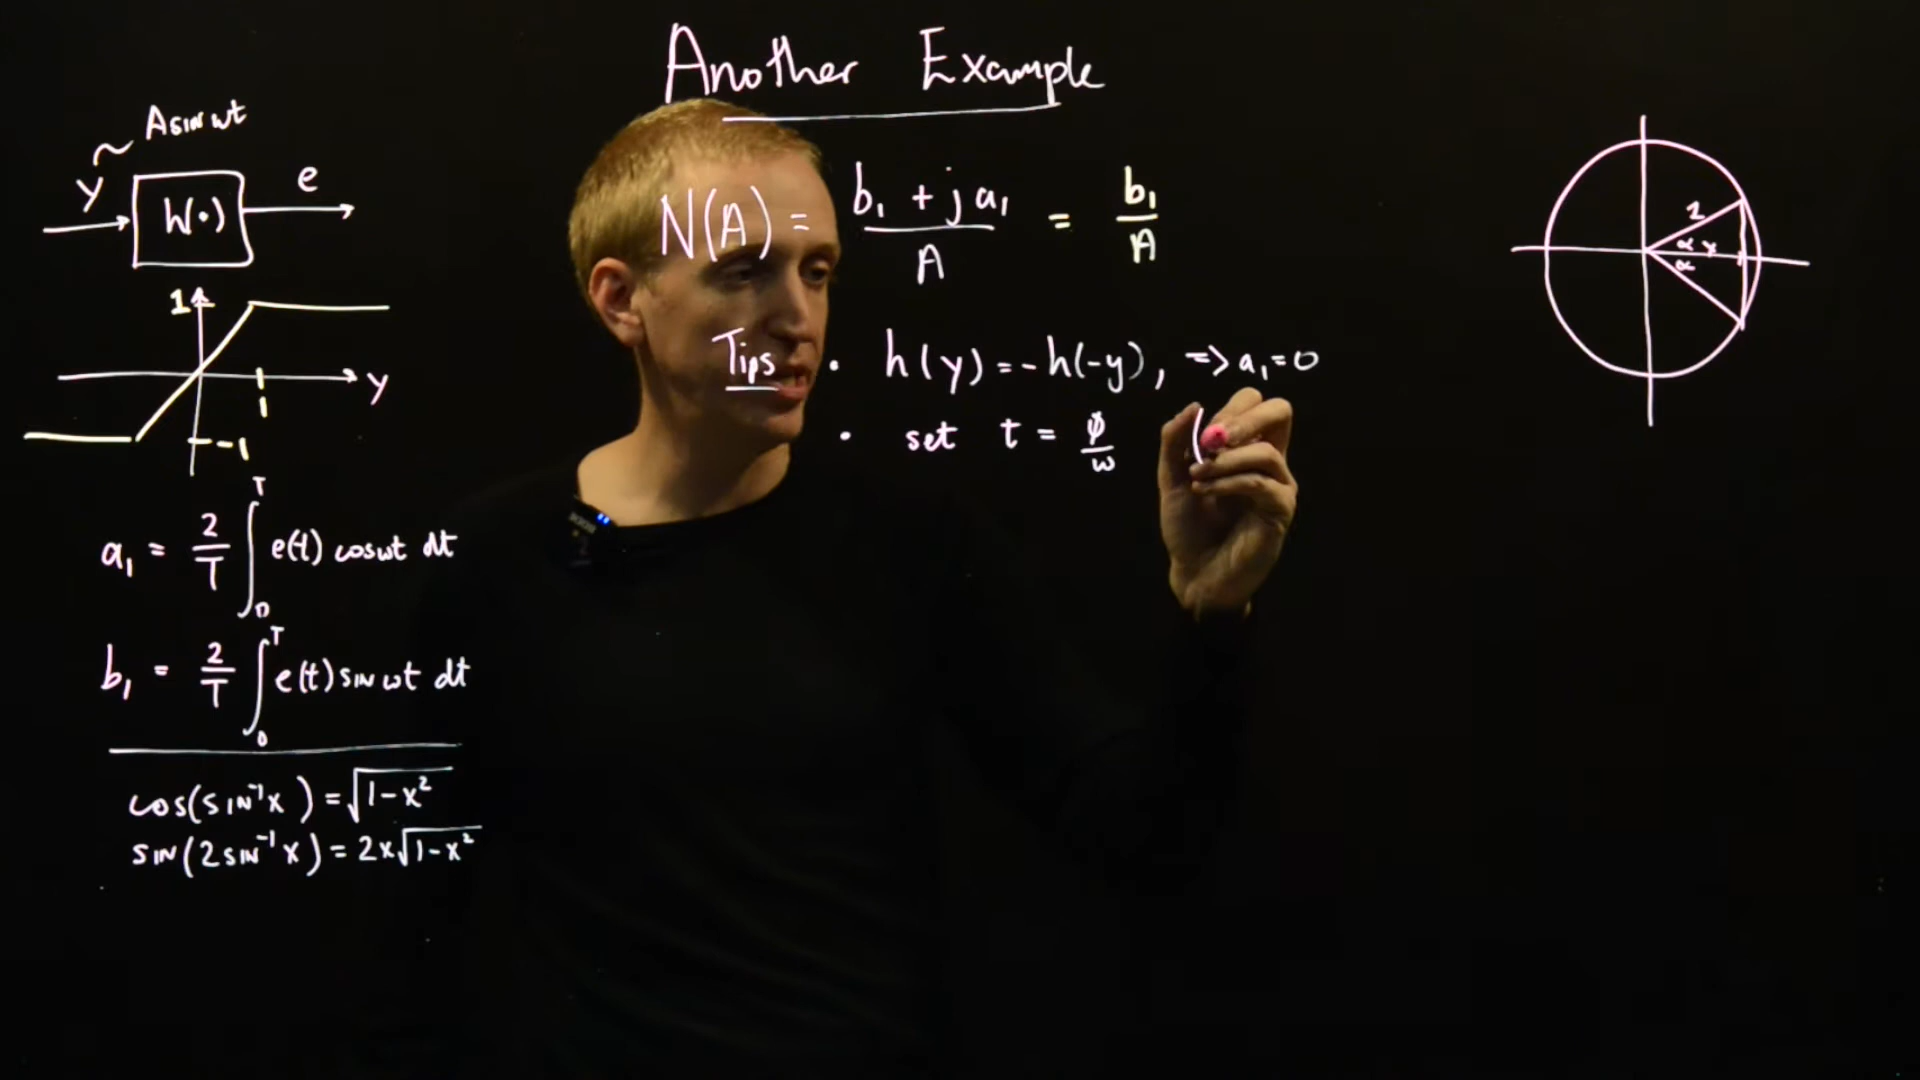 Another Example
A sin ωt
y h(·) e
1
y
1
-1
a₁ = 2/T ∫₀ᵀ e(t) cos ωt dt
b₁ = 2/T ∫₀ᵀ e(t) sin ωt dt
cos(sin⁻¹x) = √(1-x²)
sin(2sin⁻¹x) = 2x√(1-x²)
N(A) = (b₁ + j a₁)/A = b₁/A
Tips · h(y) = -h(-y), => a₁ = 0
· set t = φ/ω (
α
α